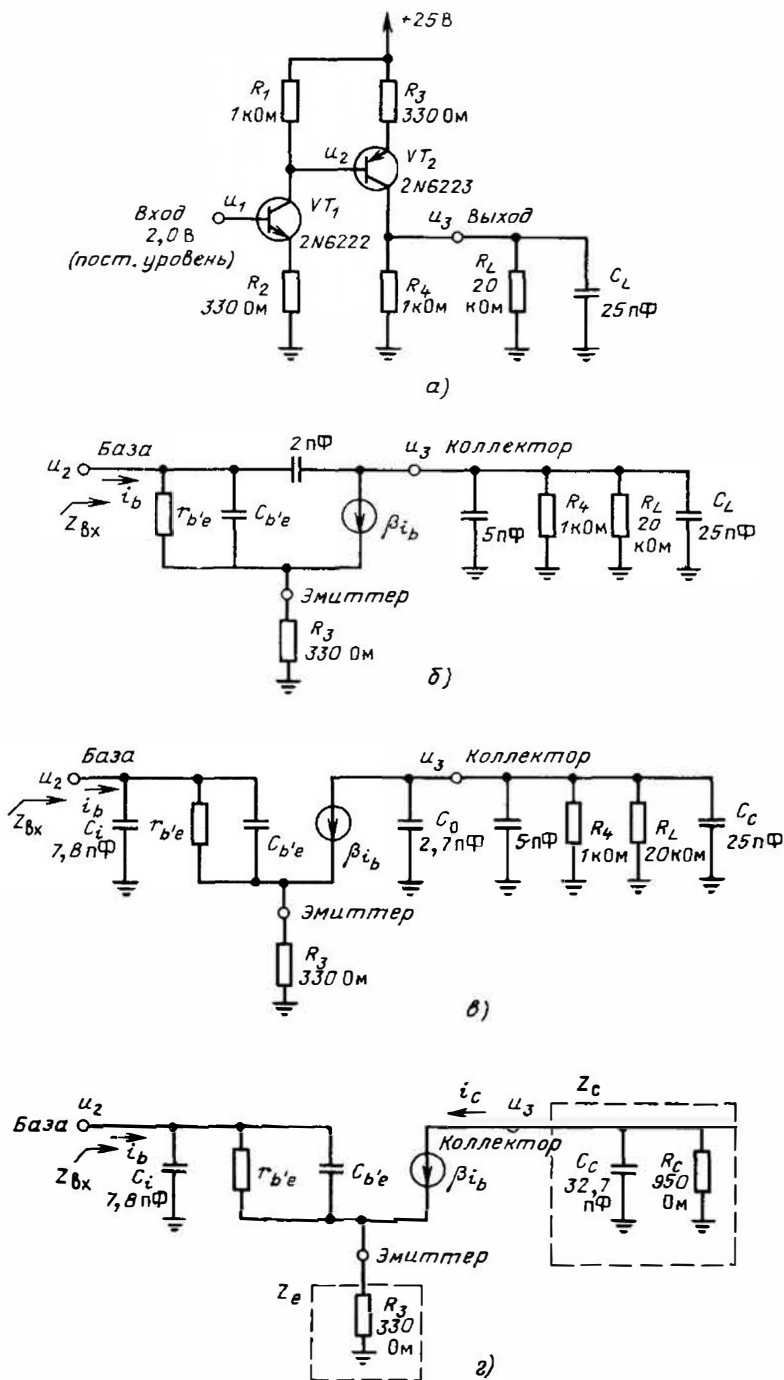 +25В
R1
1кОм
R3
330 Ом
u2
VT2
2N6223
u1
VT1
Вход
2,0 В
(пост. уровень)
2N6222
u3 Выход
R2
330 Ом
R4
1кОм
RL
20
кОм
CL
25пФ
а)
База
2 пФ
u3 Коллектор
u2
ib
Zвх
rb'e
Cb'e
βib
5пФ
R4
1кОм
RL
20
кОм
CL
25пФ
Эмиттер
R3
330 Ом
б)
База
u3 Коллектор
u2
ib
Zвх
Ci
7,8пФ
rb'e
Cb'e
βib
C0
2,7пФ
5пФ
R4
1кОм
RL
20кОм
Cc
25пФ
Эмиттер
R3
330 Ом
в)
u2
База
ic
u3
Zc
Коллектор
ib
Zвх
Ci
7,8пФ
rb'e
Cb'e
βib
Cc
32,7
пФ
Rc
950
Ом
Эмиттер
Ze
R3
330
Ом
г)